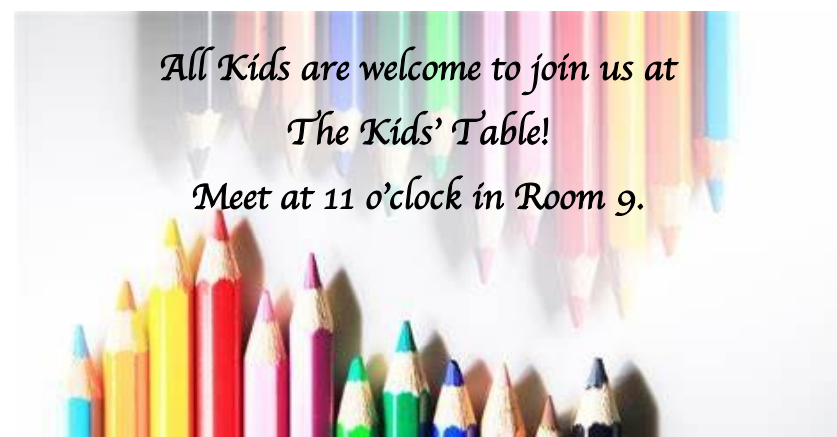 All Kids are welcome to join us at
The Kids' Table!
Meet at 11 o'clock in Room 9.